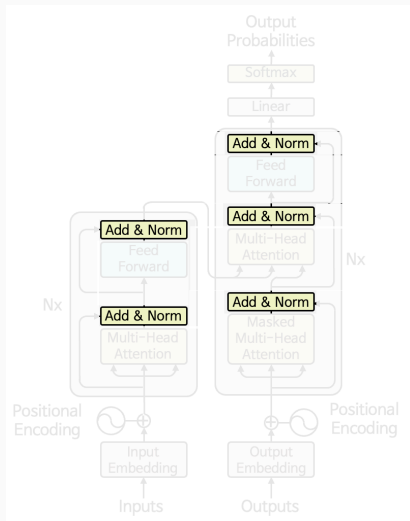 Output
Probabilities
Softmax
Linear
Add & Norm
Feed
Forward
Add & Norm
Multi-Head
Attention
Nx
Add & Norm
Masked
Multi-Head
Attention
Add & Norm
Feed
Forward
Nx
Add & Norm
Multi-Head
Attention
Positional
Encoding
Positional
Encoding
Input
Embedding
Output
Embedding
Inputs
Outputs